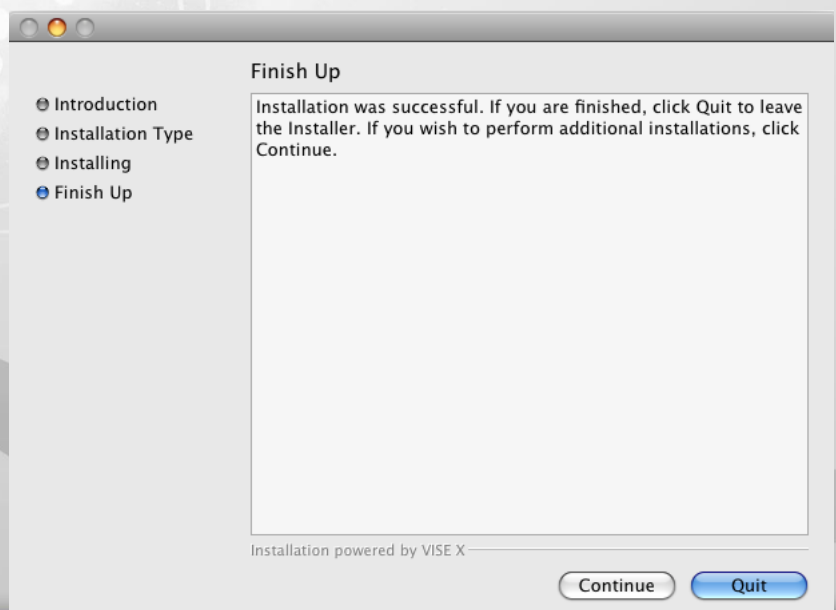 Finish Up
Introduction
Installation Type
Installing
Finish Up
Installation was successful. If you are finished, click Quit to leave
the Installer. If you wish to perform additional installations, click
Continue.
Installation powered by VISE X
Continue
Quit